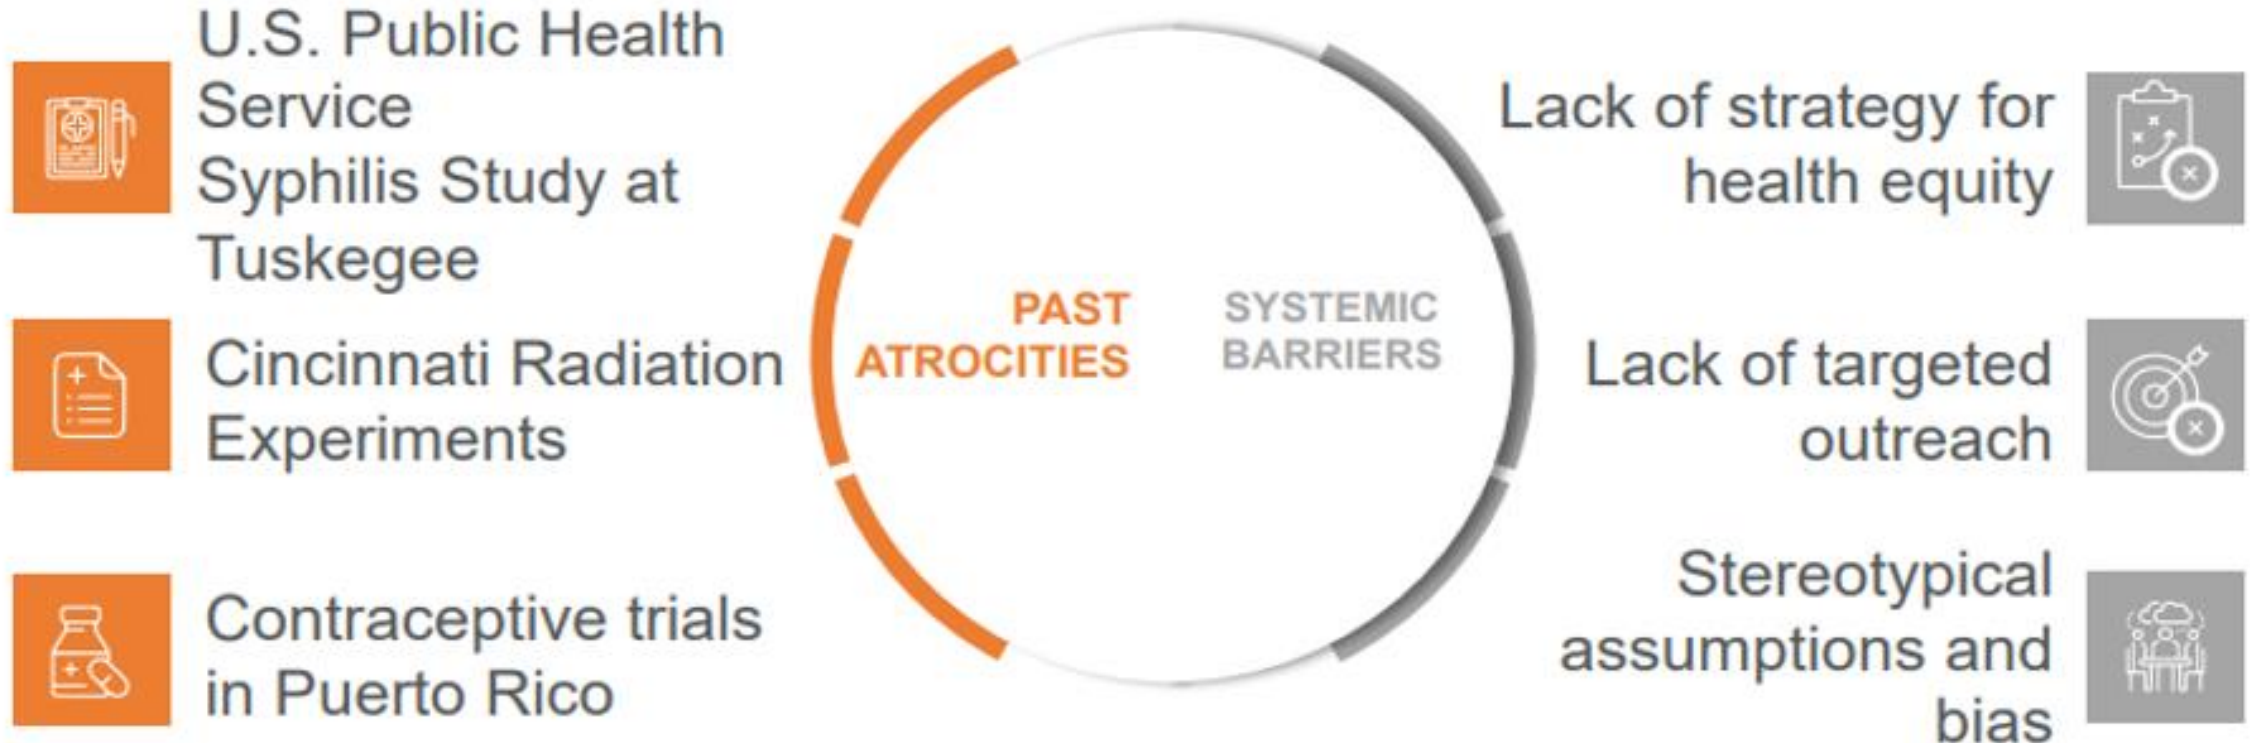 U.S. Public Health
Service
Syphilis Study at
Tuskegee
Cincinnati Radiation
Experiments
Contraceptive trials
in Puerto Rico
PAST
ATROCITIES
SYSTEMIC
BARRIERS
Lack of strategy for
health equity
Lack of targeted
outreach
Stereotypical
assumptions and
bias